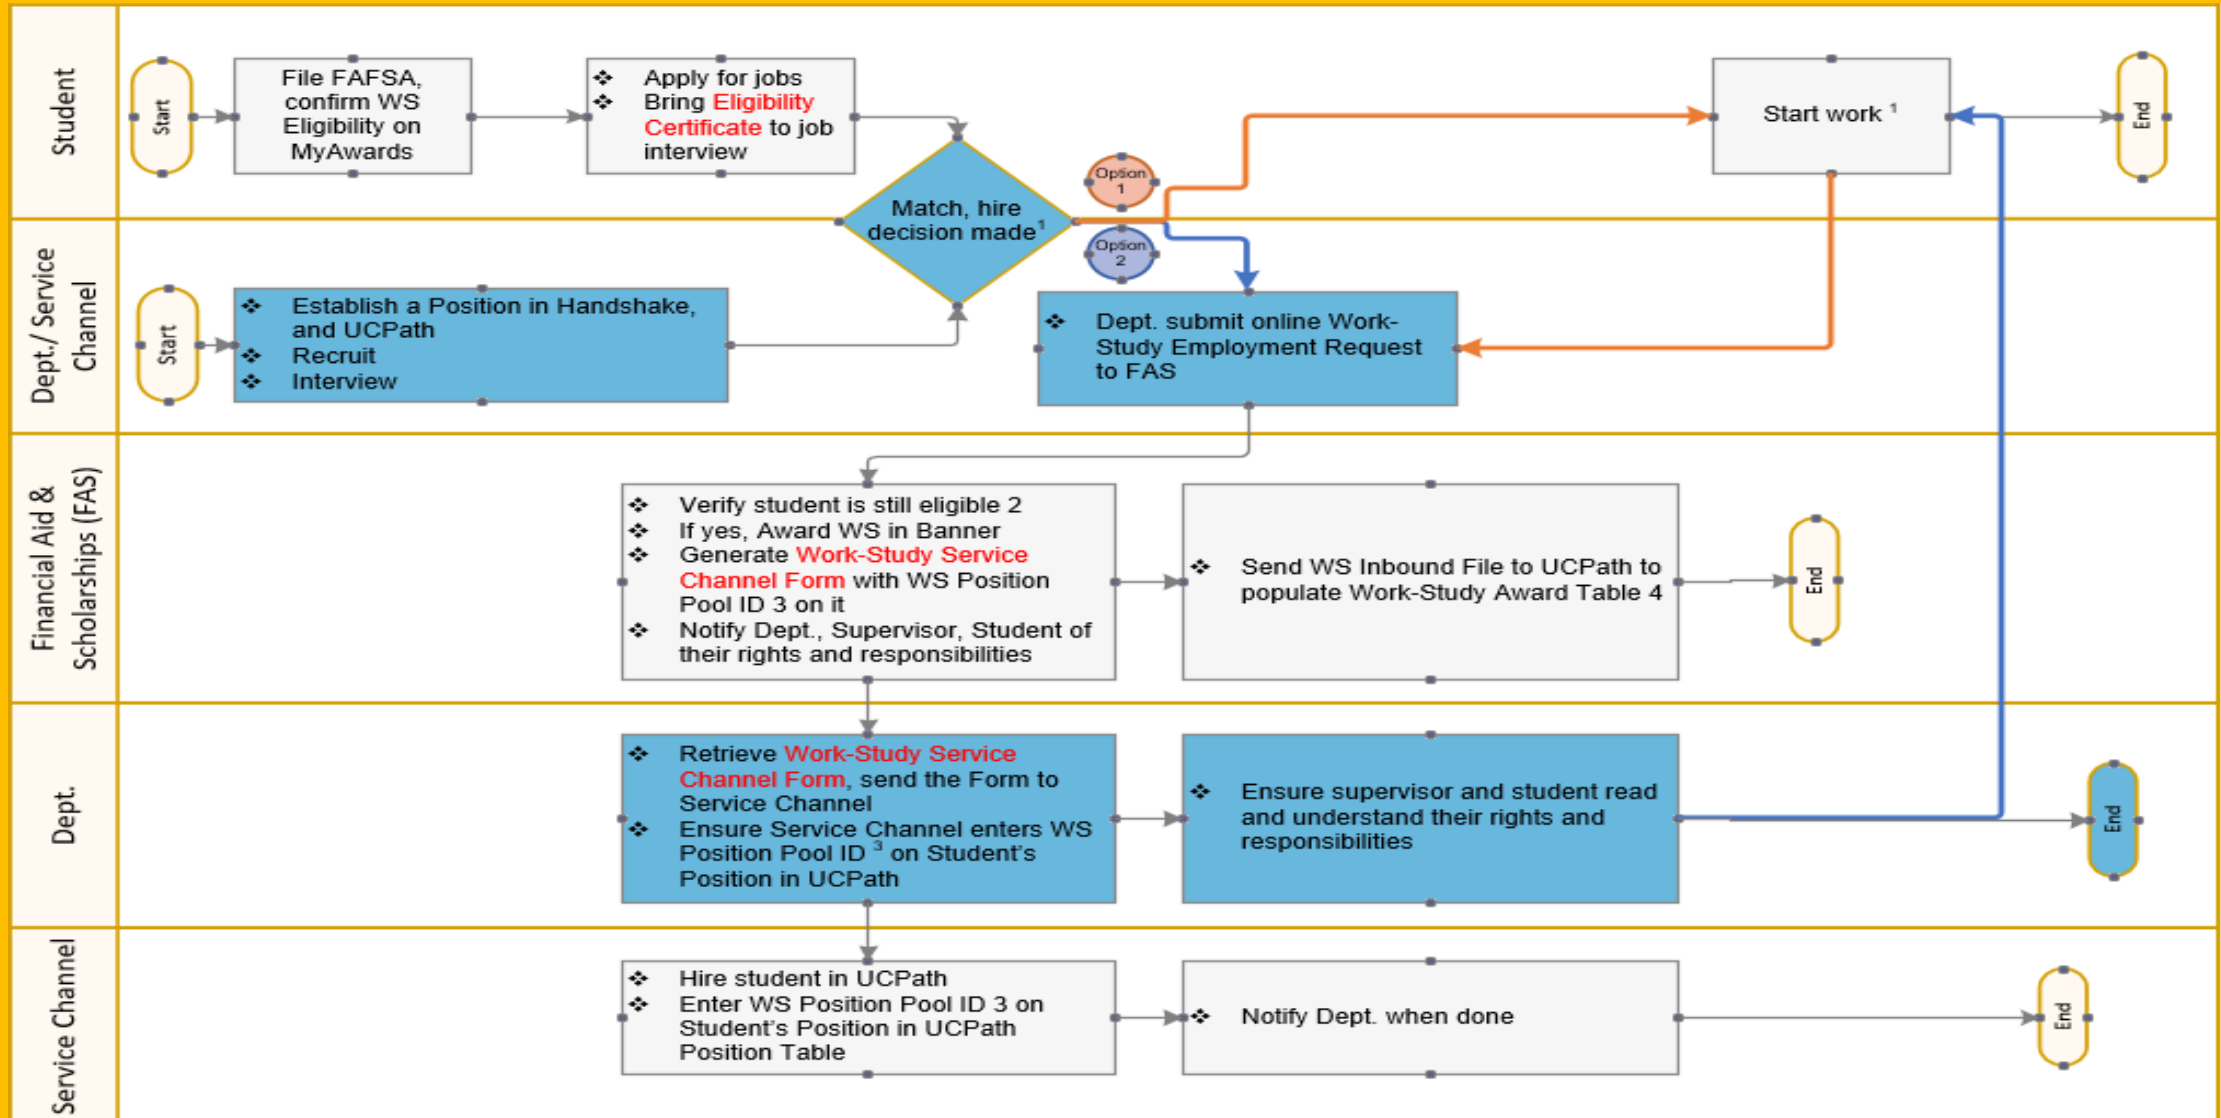 Student
Start
File FAFSA,
confirm WS
Eligibility on
MyAwards
❖ Apply for jobs
❖ Bring Eligibility
Certificate to job
interview
Match, hire
decision made¹
Option
1
Option
2
Start work ¹
End
Dept./ Service
Channel
Start
❖ Establish a Position in Handshake,
and UCPath
❖ Recruit
❖ Interview
❖ Dept. submit online Work-
Study Employment Request
to FAS
Financial Aid &
Scholarships (FAS)
❖ Verify student is still eligible 2
❖ If yes, Award WS in Banner
❖ Generate Work-Study Service
Channel Form with WS Position
Pool ID 3 on it
❖ Notify Dept., Supervisor, Student of
their rights and responsibilities
❖ Send WS Inbound File to UCPath to
populate Work-Study Award Table 4
End
Dept.
❖ Retrieve Work-Study Service
Channel Form, send the Form to
Service Channel
❖ Ensure Service Channel enters WS
Position Pool ID ³ on Student's
Position in UCPath
❖ Ensure supervisor and student read
and understand their rights and
responsibilities
End
Service Channel
❖ Hire student in UCPath
❖ Enter WS Position Pool ID 3 on
Student's Position in UCPath
Position Table
❖ Notify Dept. when done
End